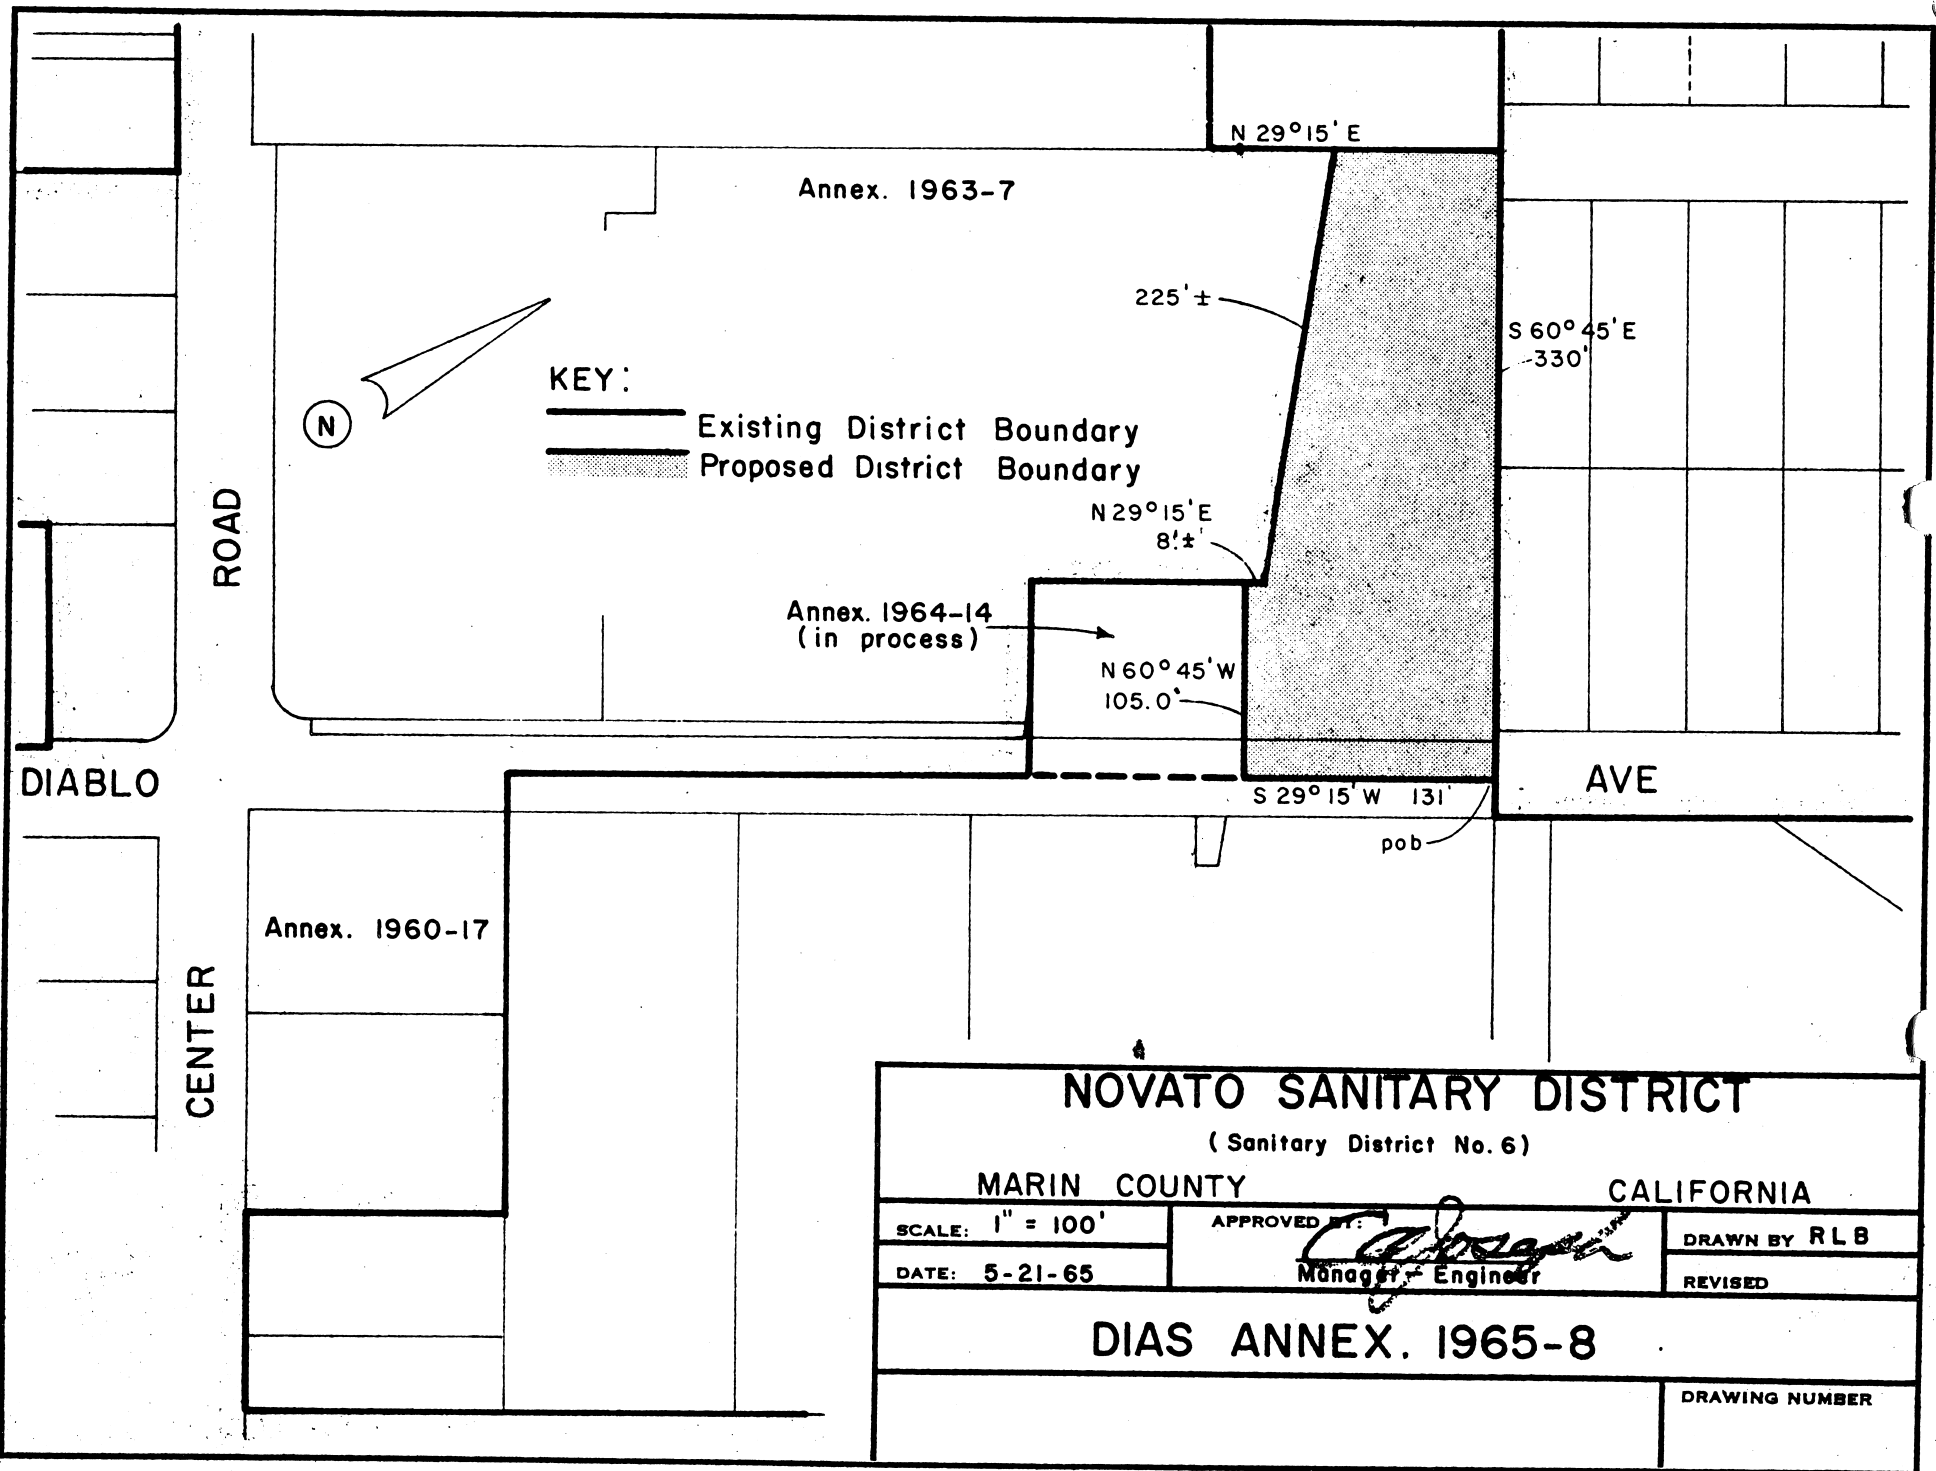 N 29°15' E
Annex. 1963-7
225'±
S 60°45'E
330'
KEY:
N
Existing District Boundary
Proposed District Boundary
ROAD
N 29°15'E
8'±
Annex. 1964-14
(in process)
N 60°45'W
105.0'
DIABLO
AVE
S 29°15'W 131'
pob
Annex. 1960-17
CENTER
NOVATO SANITARY DISTRICT
(Sanitary District No. 6)
MARIN COUNTY CALIFORNIA
SCALE: 1" = 100'
APPROVED BY:
DRAWN BY RLB
DATE: 5-21-65
Manager - Engineer
REVISED
DIAS ANNEX. 1965-8
DRAWING NUMBER